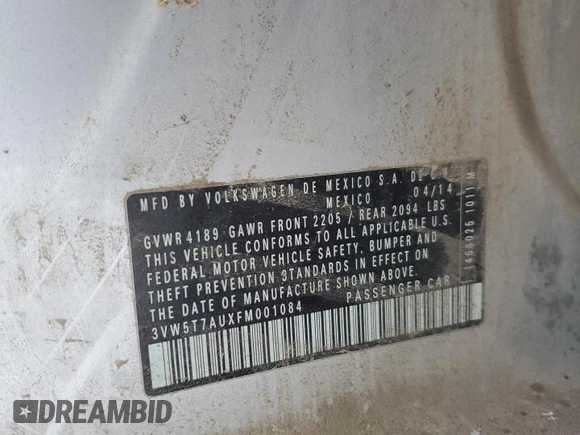 MFD BY VOLKSWAGEN DE MEXICO S.A. DE C.V.
MEXICO 04/14
GVWR 4189 GAWR FRONT 2205 / REAR 2094 LBS
THIS VEHICLE CONFORMS TO ALL APPLICABLE U.S.
FEDERAL MOTOR VEHICLE SAFETY, BUMPER AND
THEFT PREVENTION STANDARDS IN EFFECT ON
THE DATE OF MANUFACTURE SHOWN ABOVE.
3VW5T7AUXFM001084 PASSENGER CAR
1011M
DREAMBID